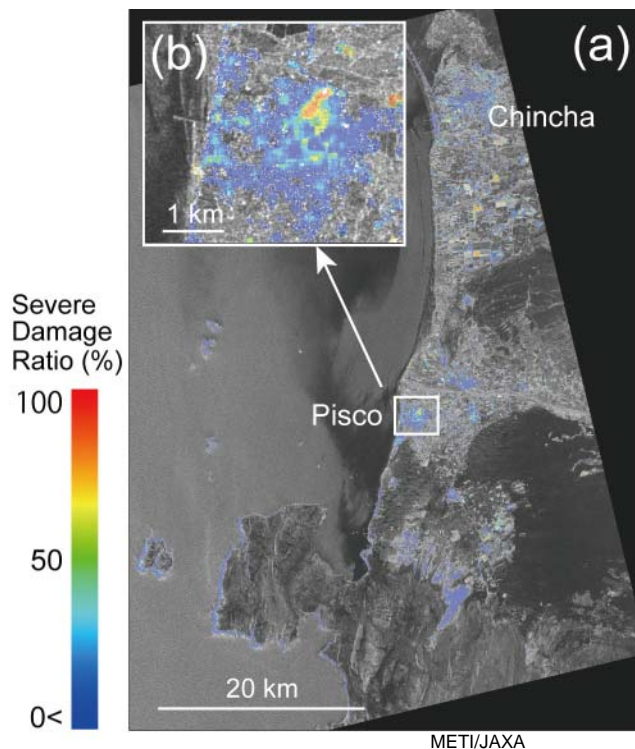 (b)
(a)
Chincha
1 km
Severe
Damage
Ratio (%)
100
50
0<
Pisco
20 km
METI/JAXA